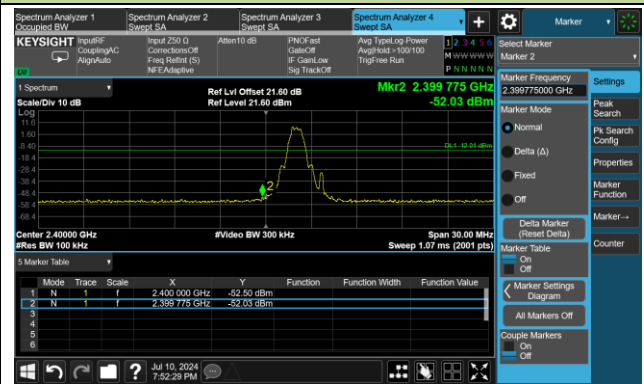 Spectrum Analyzer 1
Occupied BW
Spectrum Analyzer 2
Swept SA
Spectrum Analyzer 3
Swept SA
Spectrum Analyzer 4
Swept SA
Marker
KEYSIGHT
Input:RF
Coupling:AC
Align:Auto
Input Z:50 Ω
Corrections:Off
Freq Ref:Int (S)
NFE:Adaptive
Atten:10 dB
PNO:Fast
Gate:Off
IF Gain:Low
Sig Track:Off
Avg Type:Log-Power
Avg|Hold:>100/100
Trig:Free Run
1 2 3 4 5 6
M W W W W W
P N N N N N
LXI
1 Spectrum
Scale/Div 10 dB
Log
Ref Lvl Offset 21.60 dB
Ref Level 21.60 dBm
Mkr2 2.399 775 GHz
-52.03 dBm
11.6
1.60
-8.40
-18.4
-28.4
-38.4
-48.4
-58.4
-68.4
DL1 -12.01 dBm
2
Center 2.40000 GHz
#Video BW 300 kHz
Span 30.00 MHz
#Res BW 100 kHz
Sweep 1.07 ms (2001 pts)
5 Marker Table
Mode Trace Scale X Y Function Function Width Function Value
1 N 1 f 2.400 000 GHz -52.50 dBm
2 N 1 f 2.399 775 GHz -52.03 dBm
3
4
5
6
Jul 10, 2024
7:52:29 PM
Select Marker
Marker 2
Marker Frequency
2.399775000 GHz
Marker Mode
Normal
Delta (Δ)
Fixed
Off
Delta Marker
(Reset Delta)
Marker Table
On
Off
Marker Settings
Diagram
All Markers Off
Couple Markers
On
Off
Settings
Peak
Search
Pk Search
Config
Properties
Marker
Function
Marker→
Counter